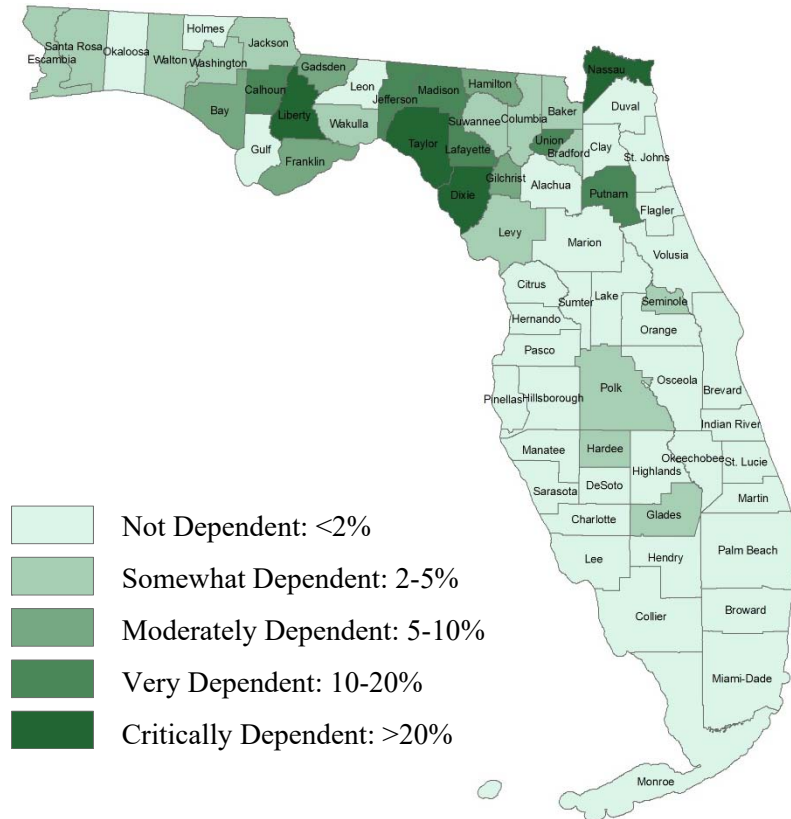 Holmes
Jackson
Santa Rosa
Okaloosa
Walton
Washington
Escambia
Gadsden
Calhoun
Leon
Madison
Hamilton
Nassau
Bay
Liberty
Jefferson
Wakulla
Suwannee
Columbia
Baker
Duval
Gulf
Franklin
Taylor
Lafayette
Union
Bradford
Clay
St. Johns
Dixie
Gilchrist
Alachua
Putnam
Flagler
Levy
Marion
Volusia
Citrus
Sumter
Lake
Seminole
Hernando
Orange
Pasco
Polk
Osceola
Brevard
Pinellas
Hillsborough
Indian River
Manatee
Hardee
Okeechobee
St. Lucie
Highlands
Sarasota
DeSoto
Martin
Charlotte
Glades
Lee
Hendry
Palm Beach
Collier
Broward
Miami-Dade
Monroe
Not Dependent: <2%
Somewhat Dependent: 2-5%
Moderately Dependent: 5-10%
Very Dependent: 10-20%
Critically Dependent: >20%